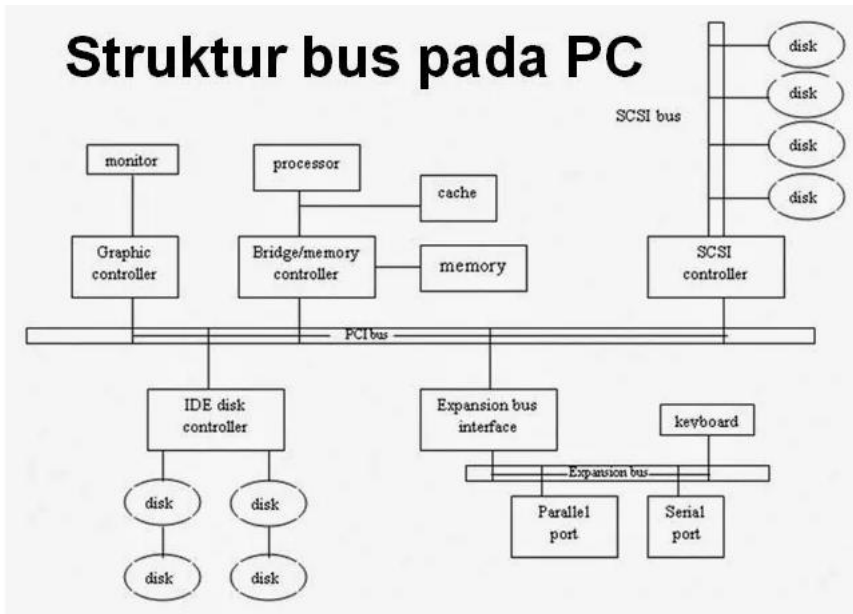 Struktur bus pada PC
disk
disk
SCSI bus
disk
disk
monitor
processor
cache
Graphic
controller
Bridge/memory
controller
memory
SCSI
controller
PCI bus
IDE disk
controller
Expansion bus
interface
keyboard
Expansion bus
disk
disk
Parallel
port
Serial
port
disk
disk